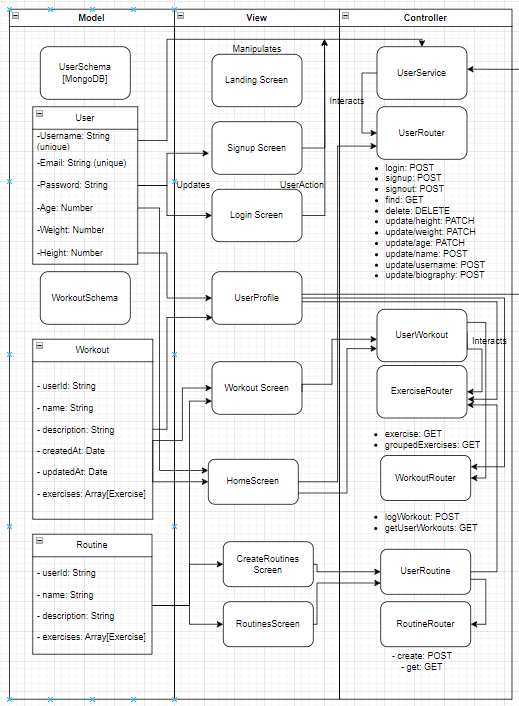 Model
View
Controller
UserSchema
[MongoDB]
User
-Username: String
(unique)
-Email: String (unique)
-Password: String
-Age: Number
-Weight: Number
-Height: Number
WorkoutSchema
Workout
- userId: String
- name: String
- description: String
- createdAt: Date
- updatedAt: Date
- exercises: Array[Exercise]
Routine
- userId: String
- name: String
- description: String
- exercises: Array[Exercise]
Manipulates
Landing Screen
Signup Screen
Updates
UserAction
Login Screen
UserProfile
Workout Screen
HomeScreen
CreateRoutines
Screen
RoutinesScreen
UserService
Interacts
UserRouter
• login: POST
• signup: POST
• signout: POST
• find: GET
• delete: DELETE
• update/height: PATCH
• update/weight: PATCH
• update/age: PATCH
• update/name: POST
• update/username: POST
• update/biography: POST
UserWorkout
Interacts
ExerciseRouter
• exercise: GET
• groupedExercises: GET
WorkoutRouter
• logWorkout: POST
• getUserWorkouts: GET
UserRoutine
RoutineRouter
- create: POST
- get: GET